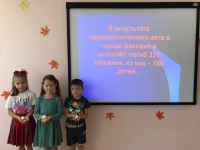 В результате
террористического акта в
городе Беслане в
школе№1 погиб 331
человек, из них – 186
детей.